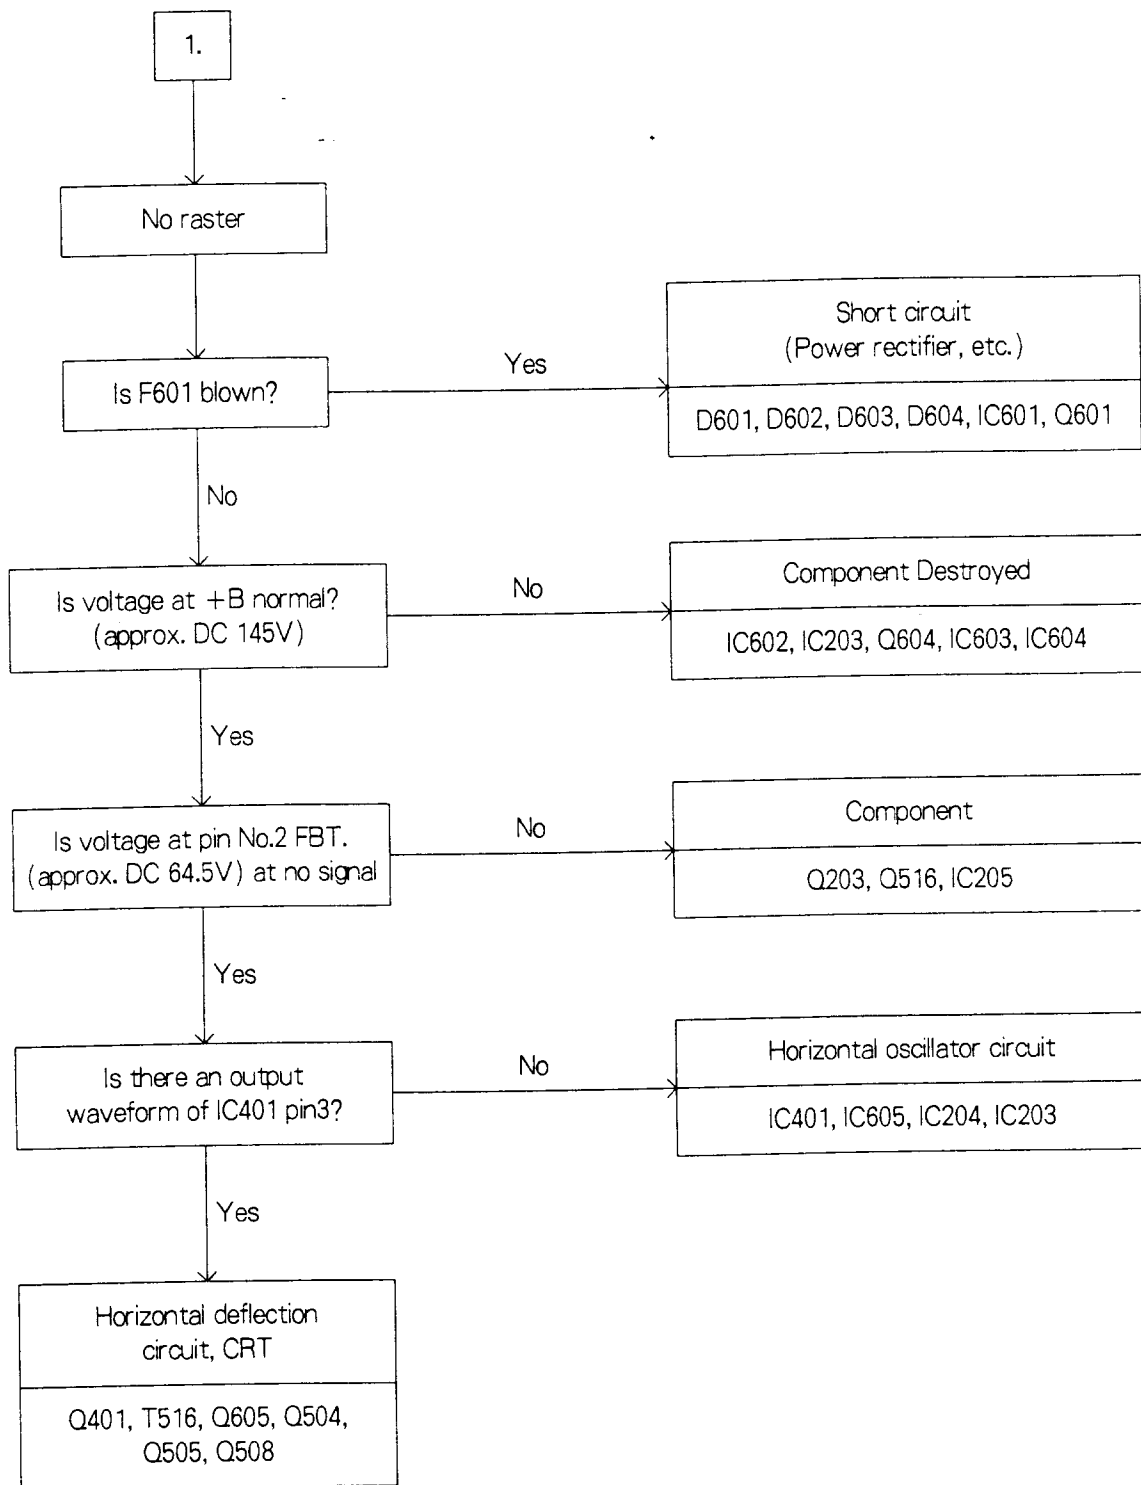 1.
No raster
Is F601 blown?
Yes
Short circuit
(Power rectifier, etc.)
D601, D602, D603, D604, IC601, Q601
No
Is voltage at +B normal?
(approx. DC 145V)
No
Component Destroyed
IC602, IC203, Q604, IC603, IC604
Yes
Is voltage at pin No.2 FBT.
(approx. DC 64.5V) at no signal
No
Component
Q203, Q516, IC205
Yes
Is there an output
waveform of IC401 pin3?
No
Horizontal oscillator circuit
IC401, IC605, IC204, IC203
Yes
Horizontal deflection
circuit, CRT
Q401, T516, Q605, Q504,
Q505, Q508